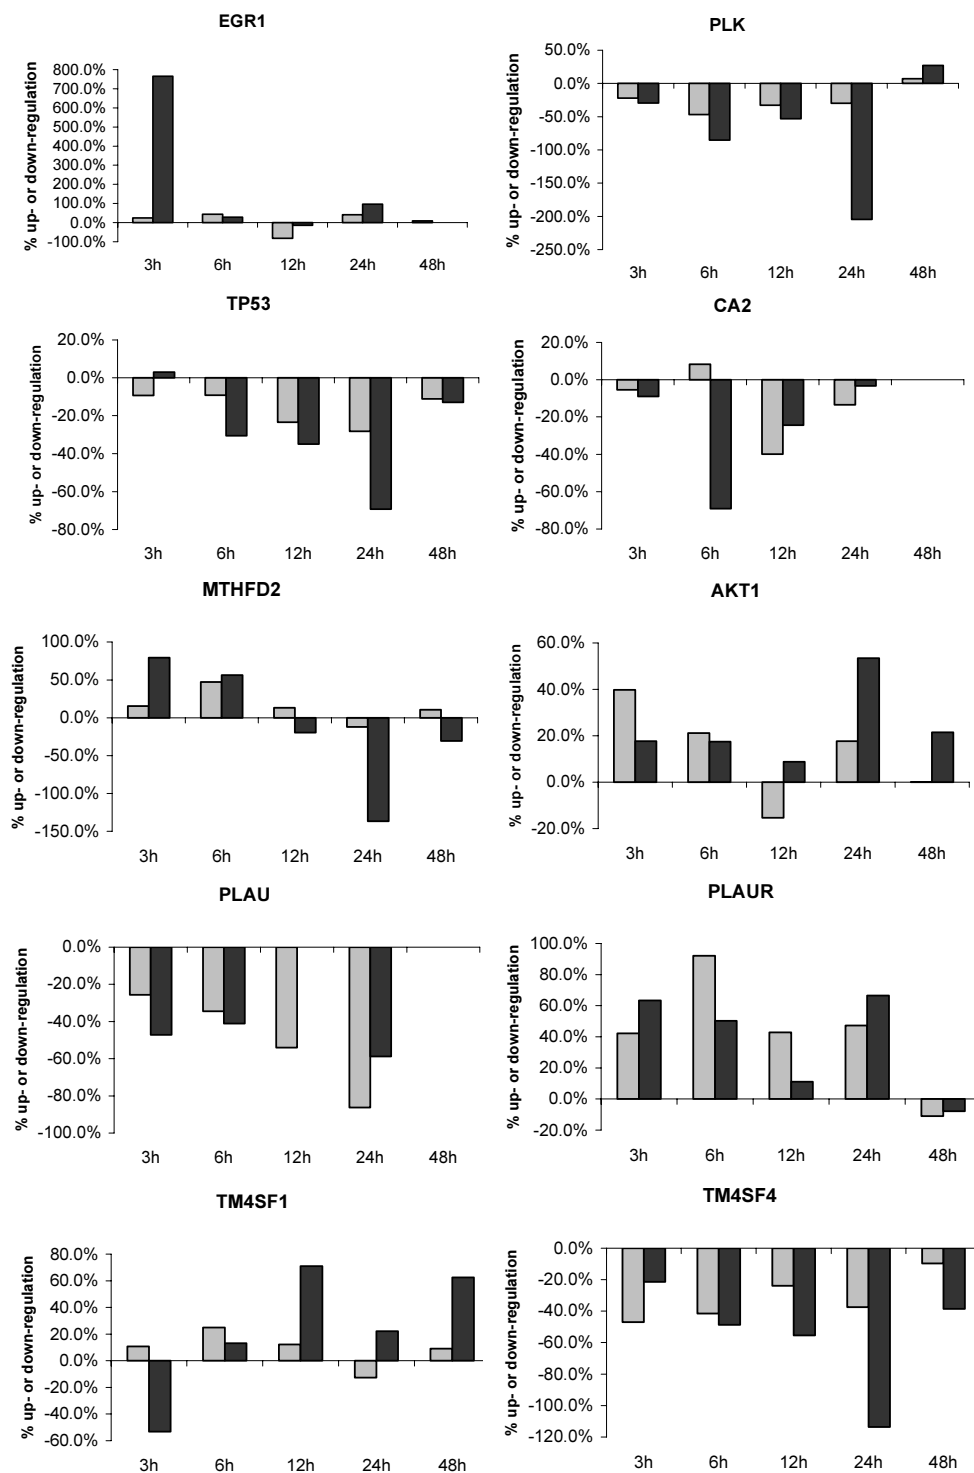 EGR1
% up- or down-regulation
800.0%
700.0%
600.0%
500.0%
400.0%
300.0%
200.0%
100.0%
0.0%
-100.0%
3h 6h 12h 24h 48h
PLK
% up- or down-regulation
50.0%
0.0%
-50.0%
-100.0%
-150.0%
-200.0%
-250.0%
3h 6h 12h 24h 48h
TP53
% up- or down-regulation
20.0%
0.0%
-20.0%
-40.0%
-60.0%
-80.0%
3h 6h 12h 24h 48h
CA2
% up- or down-regulation
20.0%
0.0%
-20.0%
-40.0%
-60.0%
-80.0%
3h 6h 12h 24h 48h
MTHFD2
% up- or down-regulation
100.0%
50.0%
0.0%
-50.0%
-100.0%
-150.0%
3h 6h 12h 24h 48h
AKT1
% up- or down-regulation
60.0%
40.0%
20.0%
0.0%
-20.0%
3h 6h 12h 24h 48h
PLAU
% up- or down-regulation
0.0%
-20.0%
-40.0%
-60.0%
-80.0%
-100.0%
3h 6h 12h 24h 48h
PLAUR
% up- or down-regulation
100.0%
80.0%
60.0%
40.0%
20.0%
0.0%
-20.0%
3h 6h 12h 24h 48h
TM4SF1
% up- or down-regulation
80.0%
60.0%
40.0%
20.0%
0.0%
-20.0%
-40.0%
-60.0%
3h 6h 12h 24h 48h
TM4SF4
% up- or down-regulation
0.0%
-20.0%
-40.0%
-60.0%
-80.0%
-100.0%
-120.0%
3h 6h 12h 24h 48h